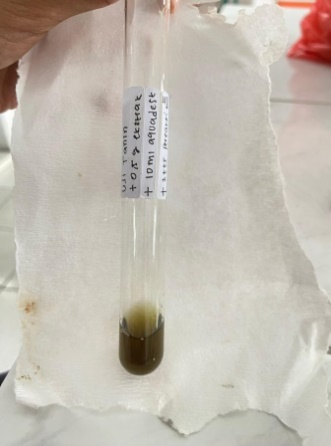 Uji Tanin
+ 0,5 g ekstrak
+ 10 ml aquadest